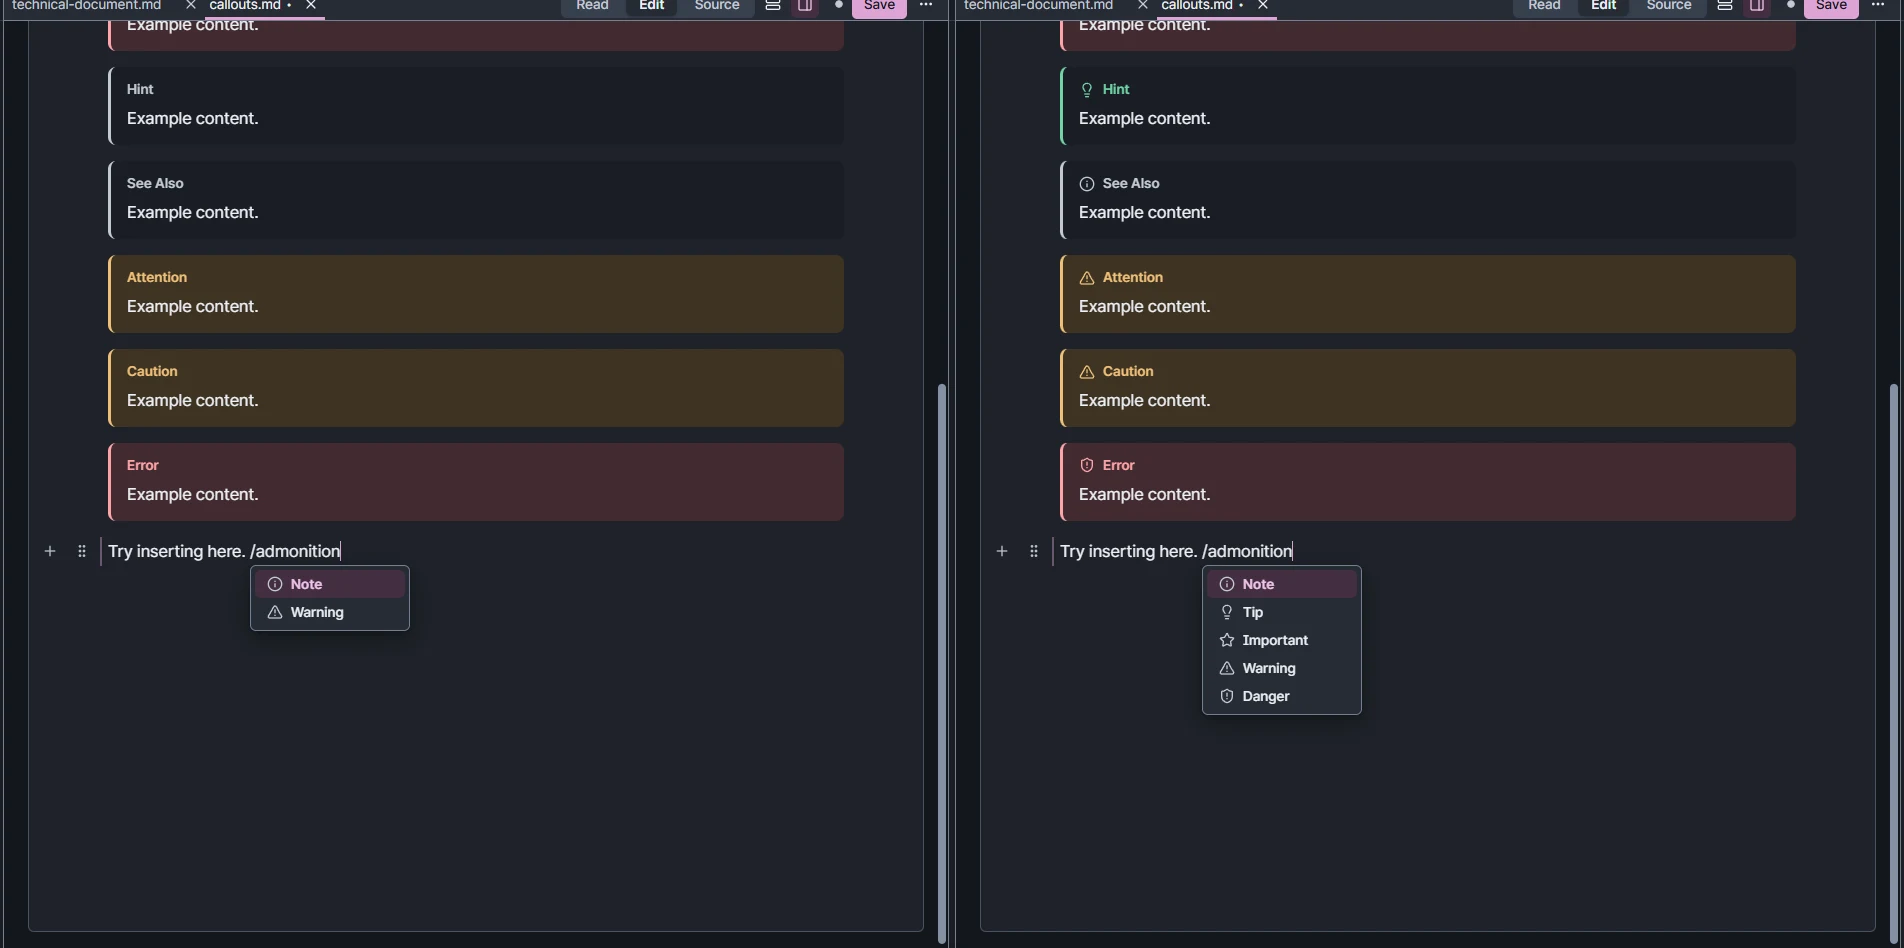 technical-document.md callouts.md Read Edit Source Save
Example content.
Hint
Example content.
See Also
Example content.
Attention
Example content.
Caution
Example content.
Error
Example content.
Try inserting here. /admonition
Note
Warning
technical-document.md callouts.md Read Edit Source Save
Example content.
Hint
Example content.
See Also
Example content.
Attention
Example content.
Caution
Example content.
Error
Example content.
Try inserting here. /admonition
Note
Tip
Important
Warning
Danger